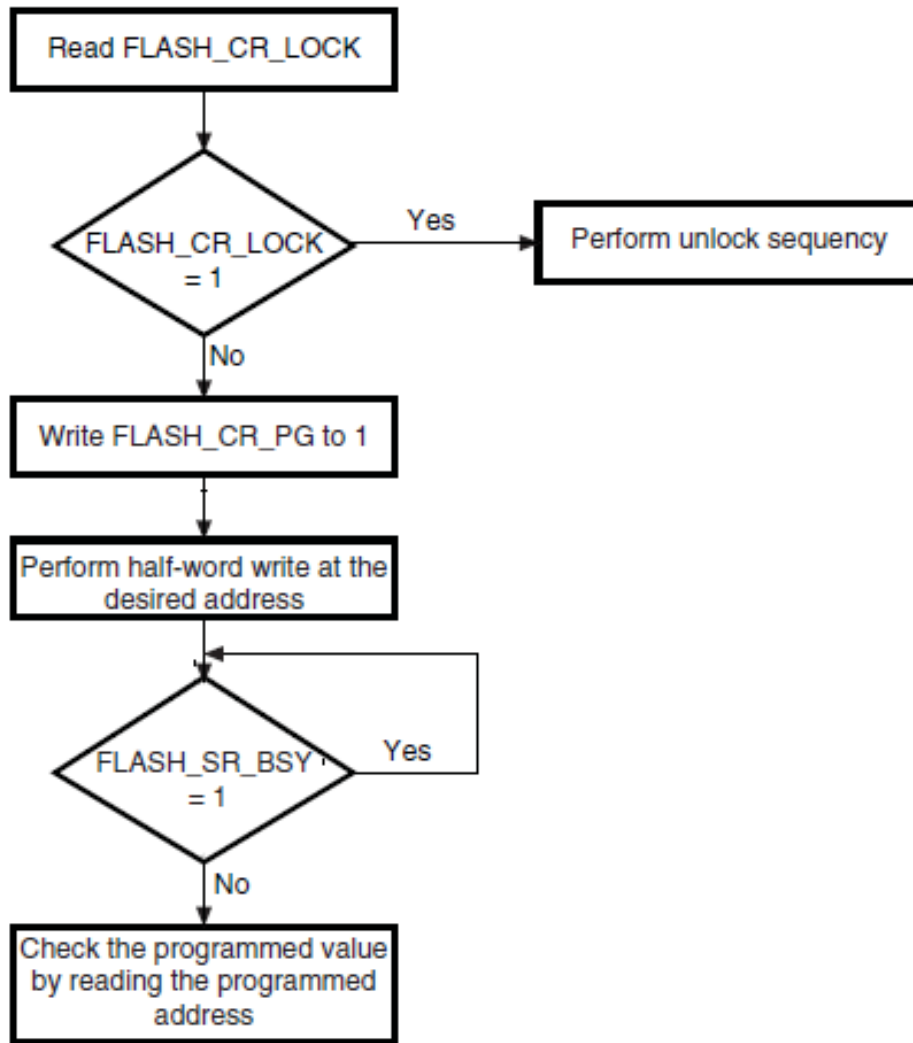 Read FLASH_CR_LOCK
Yes
FLASH_CR_LOCK
= 1
Perform unlock sequency
No
Write FLASH_CR_PG to 1
Perform half-word write at the
desired address
FLASH_SR_BSY
= 1
Yes
No
Check the programmed value
by reading the programmed
address